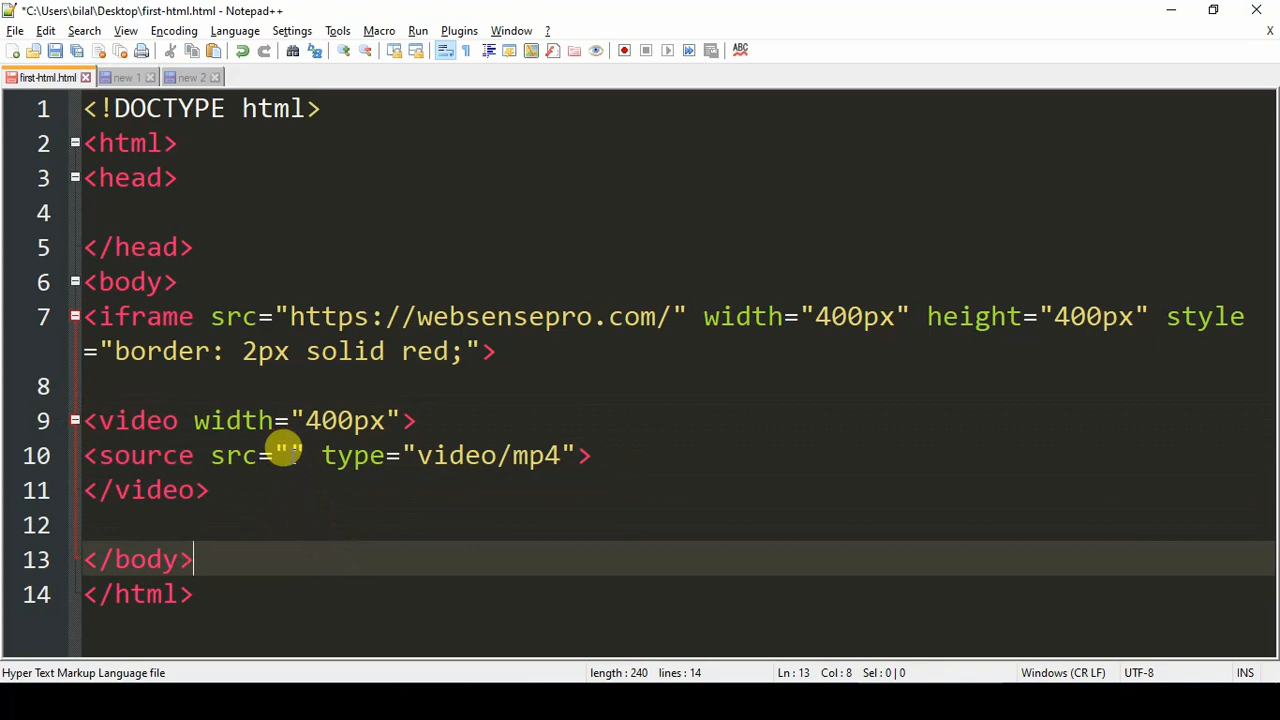 *C:\Users\bilal\Desktop\first-html.html - Notepad++
File Edit Search View Encoding Language Settings Tools Macro Run Plugins Window ? X
first-html.html new 1 new 2
1 <!DOCTYPE html>
2 <html>
3 <head>
4
5 </head>
6 <body>
7 <iframe src="https://websensepro.com/" width="400px" height="400px" style
="border: 2px solid red;">
8
9 <video width="400px">
10 <source src="" type="video/mp4">
11 </video>
12
13 </body>
14 </html>
Hyper Text Markup Language file length : 240 lines : 14 Ln : 13 Col : 8 Sel : 0 | 0 Windows (CR LF) UTF-8 INS